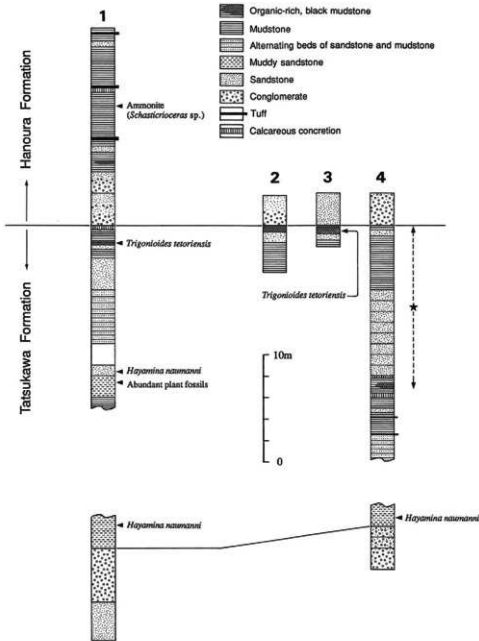 1
Organic-rich, black mudstone
Mudstone
Alternating beds of sandstone and mudstone
Muddy sandstone
Sandstone
Conglomerate
Tuff
Calcareous concretion
Hanoura Formation
Ammonite
(Schasticrioceras sp.)
2
3
4
Trigonioides tetoriensis
Trigonioides tetoriensis
Tatsukawa Formation
10m
0
Hayamina naumanni
Abundant plant fossils
Hayamina naumanni
Hayamina naumanni